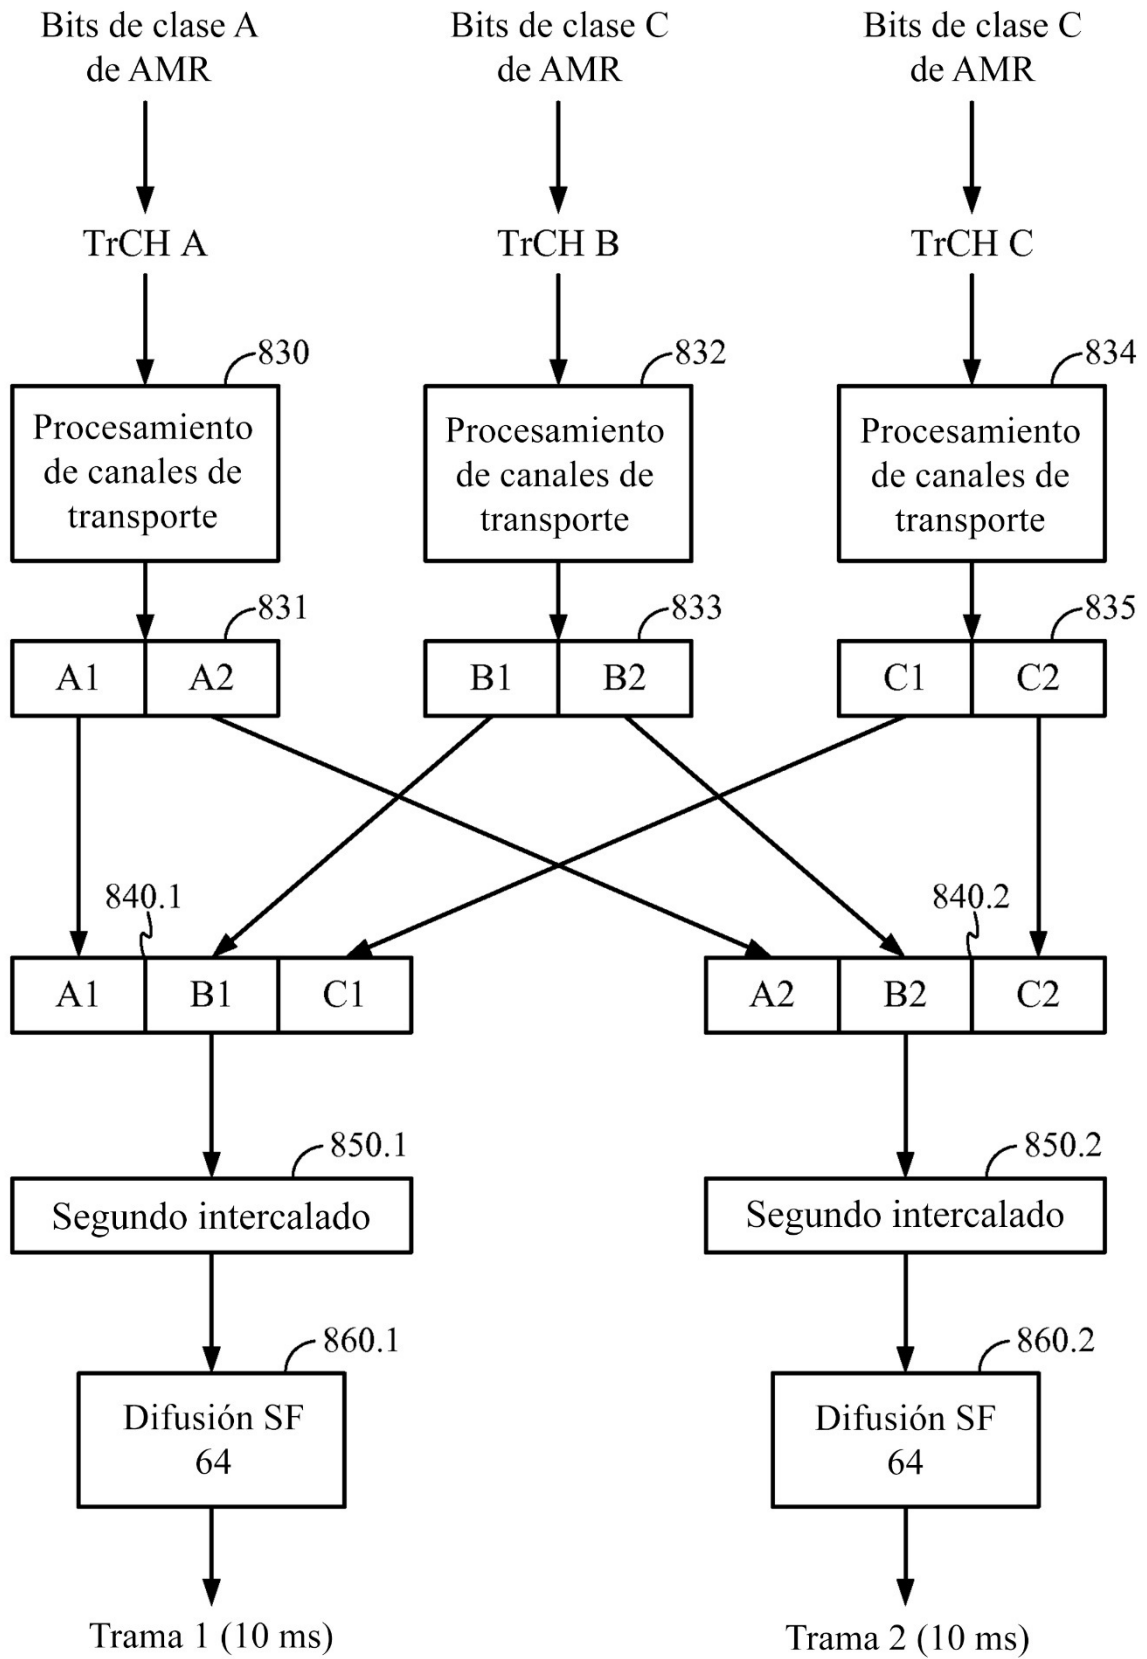 Bits de clase A
de AMR
Bits de clase C
de AMR
Bits de clase C
de AMR
TrCH A
TrCH B
TrCH C
830
832
834
Procesamiento
de canales de
transporte
Procesamiento
de canales de
transporte
Procesamiento
de canales de
transporte
831
833
835
A1
A2
B1
B2
C1
C2
840.1
840.2
A1
B1
C1
A2
B2
C2
850.1
850.2
Segundo intercalado
Segundo intercalado
860.1
860.2
Difusión SF
64
Difusión SF
64
Trama 1 (10 ms)
Trama 2 (10 ms)